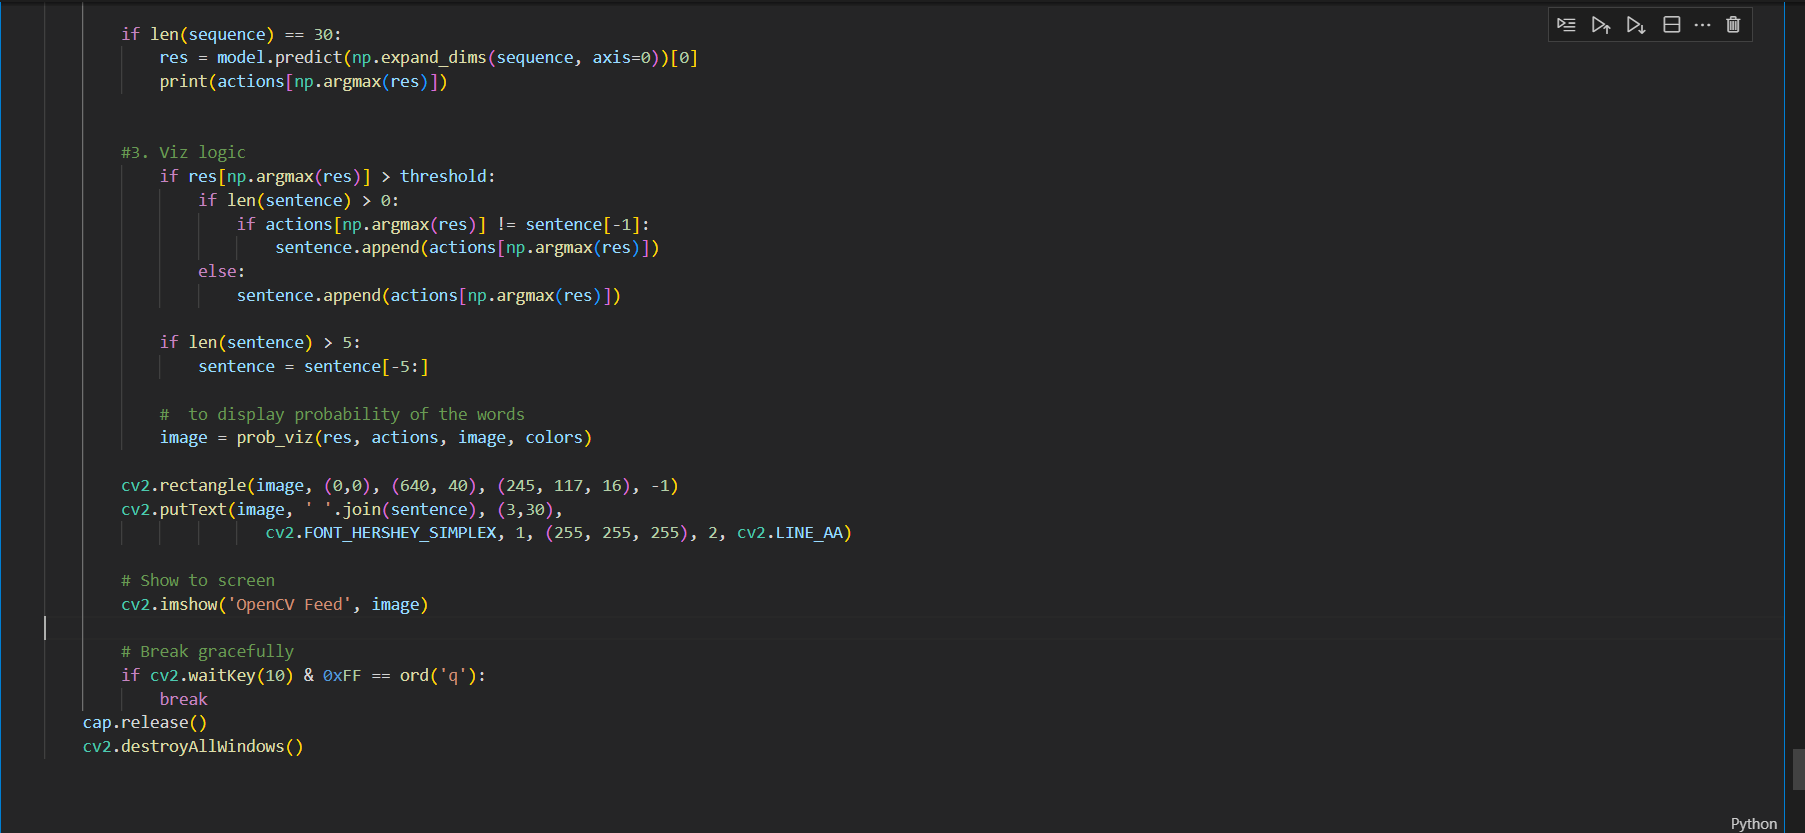 if len(sequence) == 30:
    res = model.predict(np.expand_dims(sequence, axis=0))[0]
    print(actions[np.argmax(res)])
#3. Viz logic
    if res[np.argmax(res)] > threshold:
        if len(sentence) > 0:
            if actions[np.argmax(res)] != sentence[-1]:
                sentence.append(actions[np.argmax(res)])
        else:
            sentence.append(actions[np.argmax(res)])
    if len(sentence) > 5:
        sentence = sentence[-5:]
    #  to display probability of the words
    image = prob_viz(res, actions, image, colors)
cv2.rectangle(image, (0,0), (640, 40), (245, 117, 16), -1)
cv2.putText(image, ' '.join(sentence), (3,30),
               cv2.FONT_HERSHEY_SIMPLEX, 1, (255, 255, 255), 2, cv2.LINE_AA)
# Show to screen
cv2.imshow('OpenCV Feed', image)
# Break gracefully
if cv2.waitKey(10) & 0xFF == ord('q'):
    break
cap.release()
cv2.destroyAllWindows()
Python